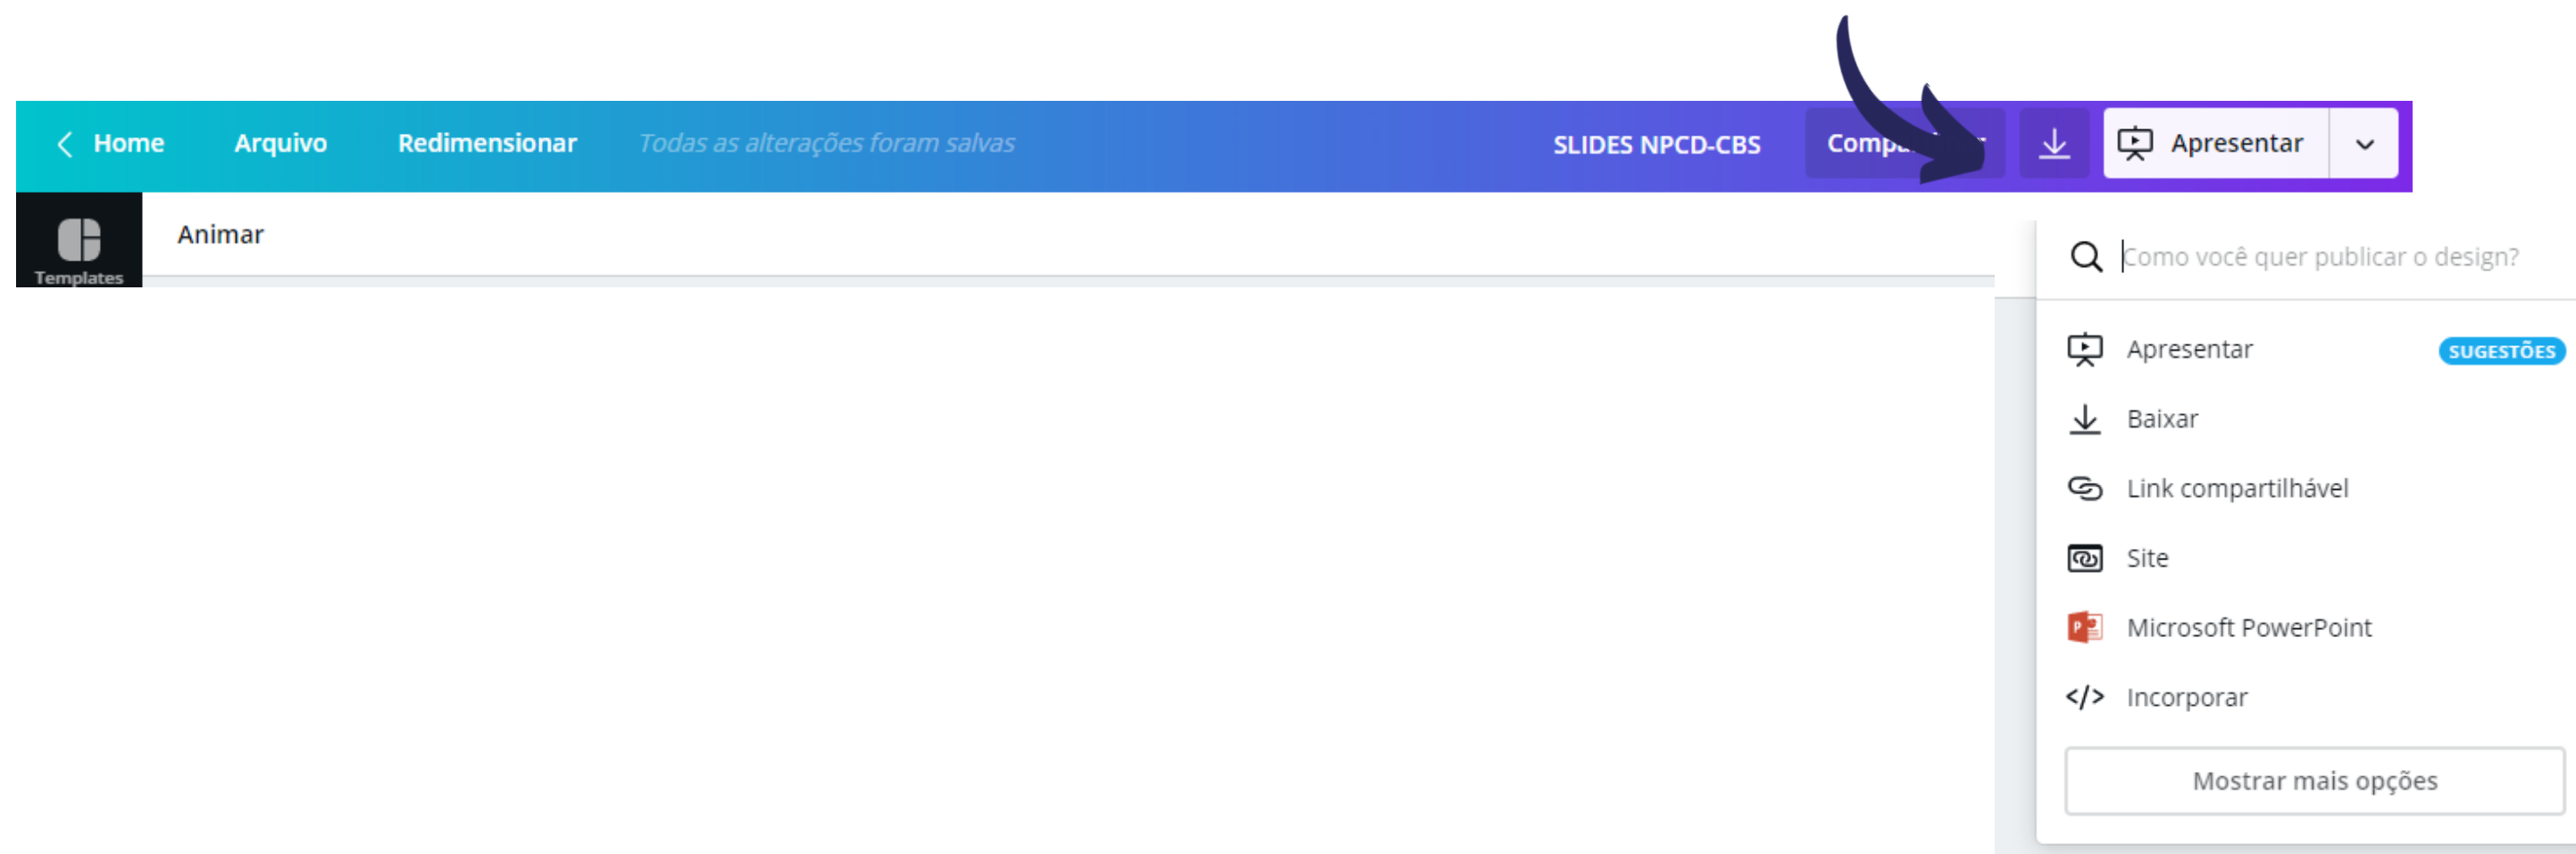 Home Arquivo Redimensionar Todas as alterações foram salvas SLIDES NPCD-CBS Apresentar
Templates
Animar
Como você quer publicar o design?
Apresentar SUGESTÕES
Baixar
Link compartilhável
Site
Microsoft PowerPoint
</> Incorporar
Mostrar mais opções